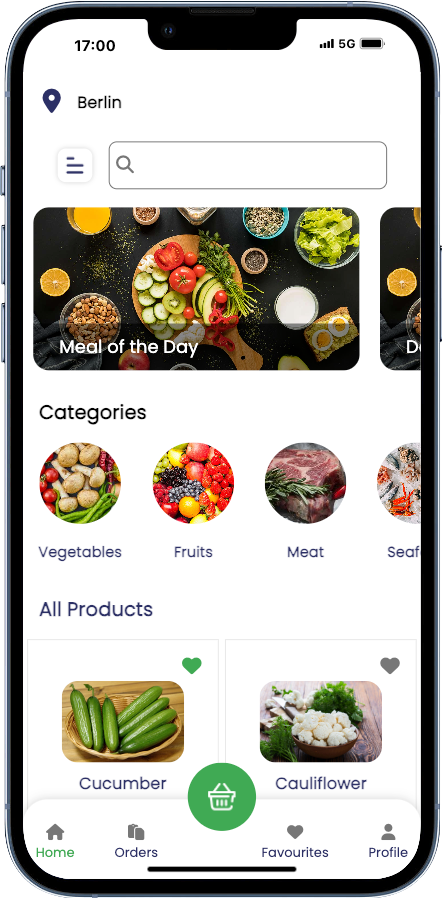 17:00 5G
Berlin
Meal of the Day
Categories
Vegetables Fruits Meat Seaf
All Products
Cucumber Cauliflower
Home Orders Favourites Profile